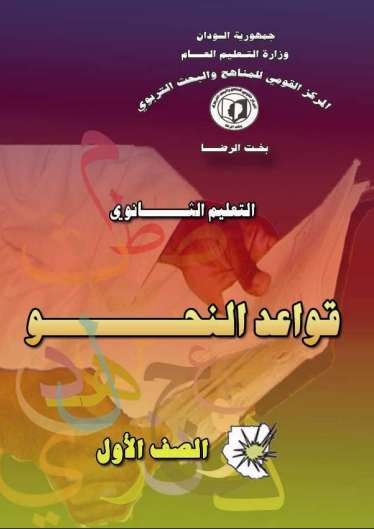 جمهورية السودان
وزارة التعليم العام
المركز القومي للمناهج والبحث التربوي
بخت الرضا
التعليم الثانوي
قواعد النحو
الصف الأول